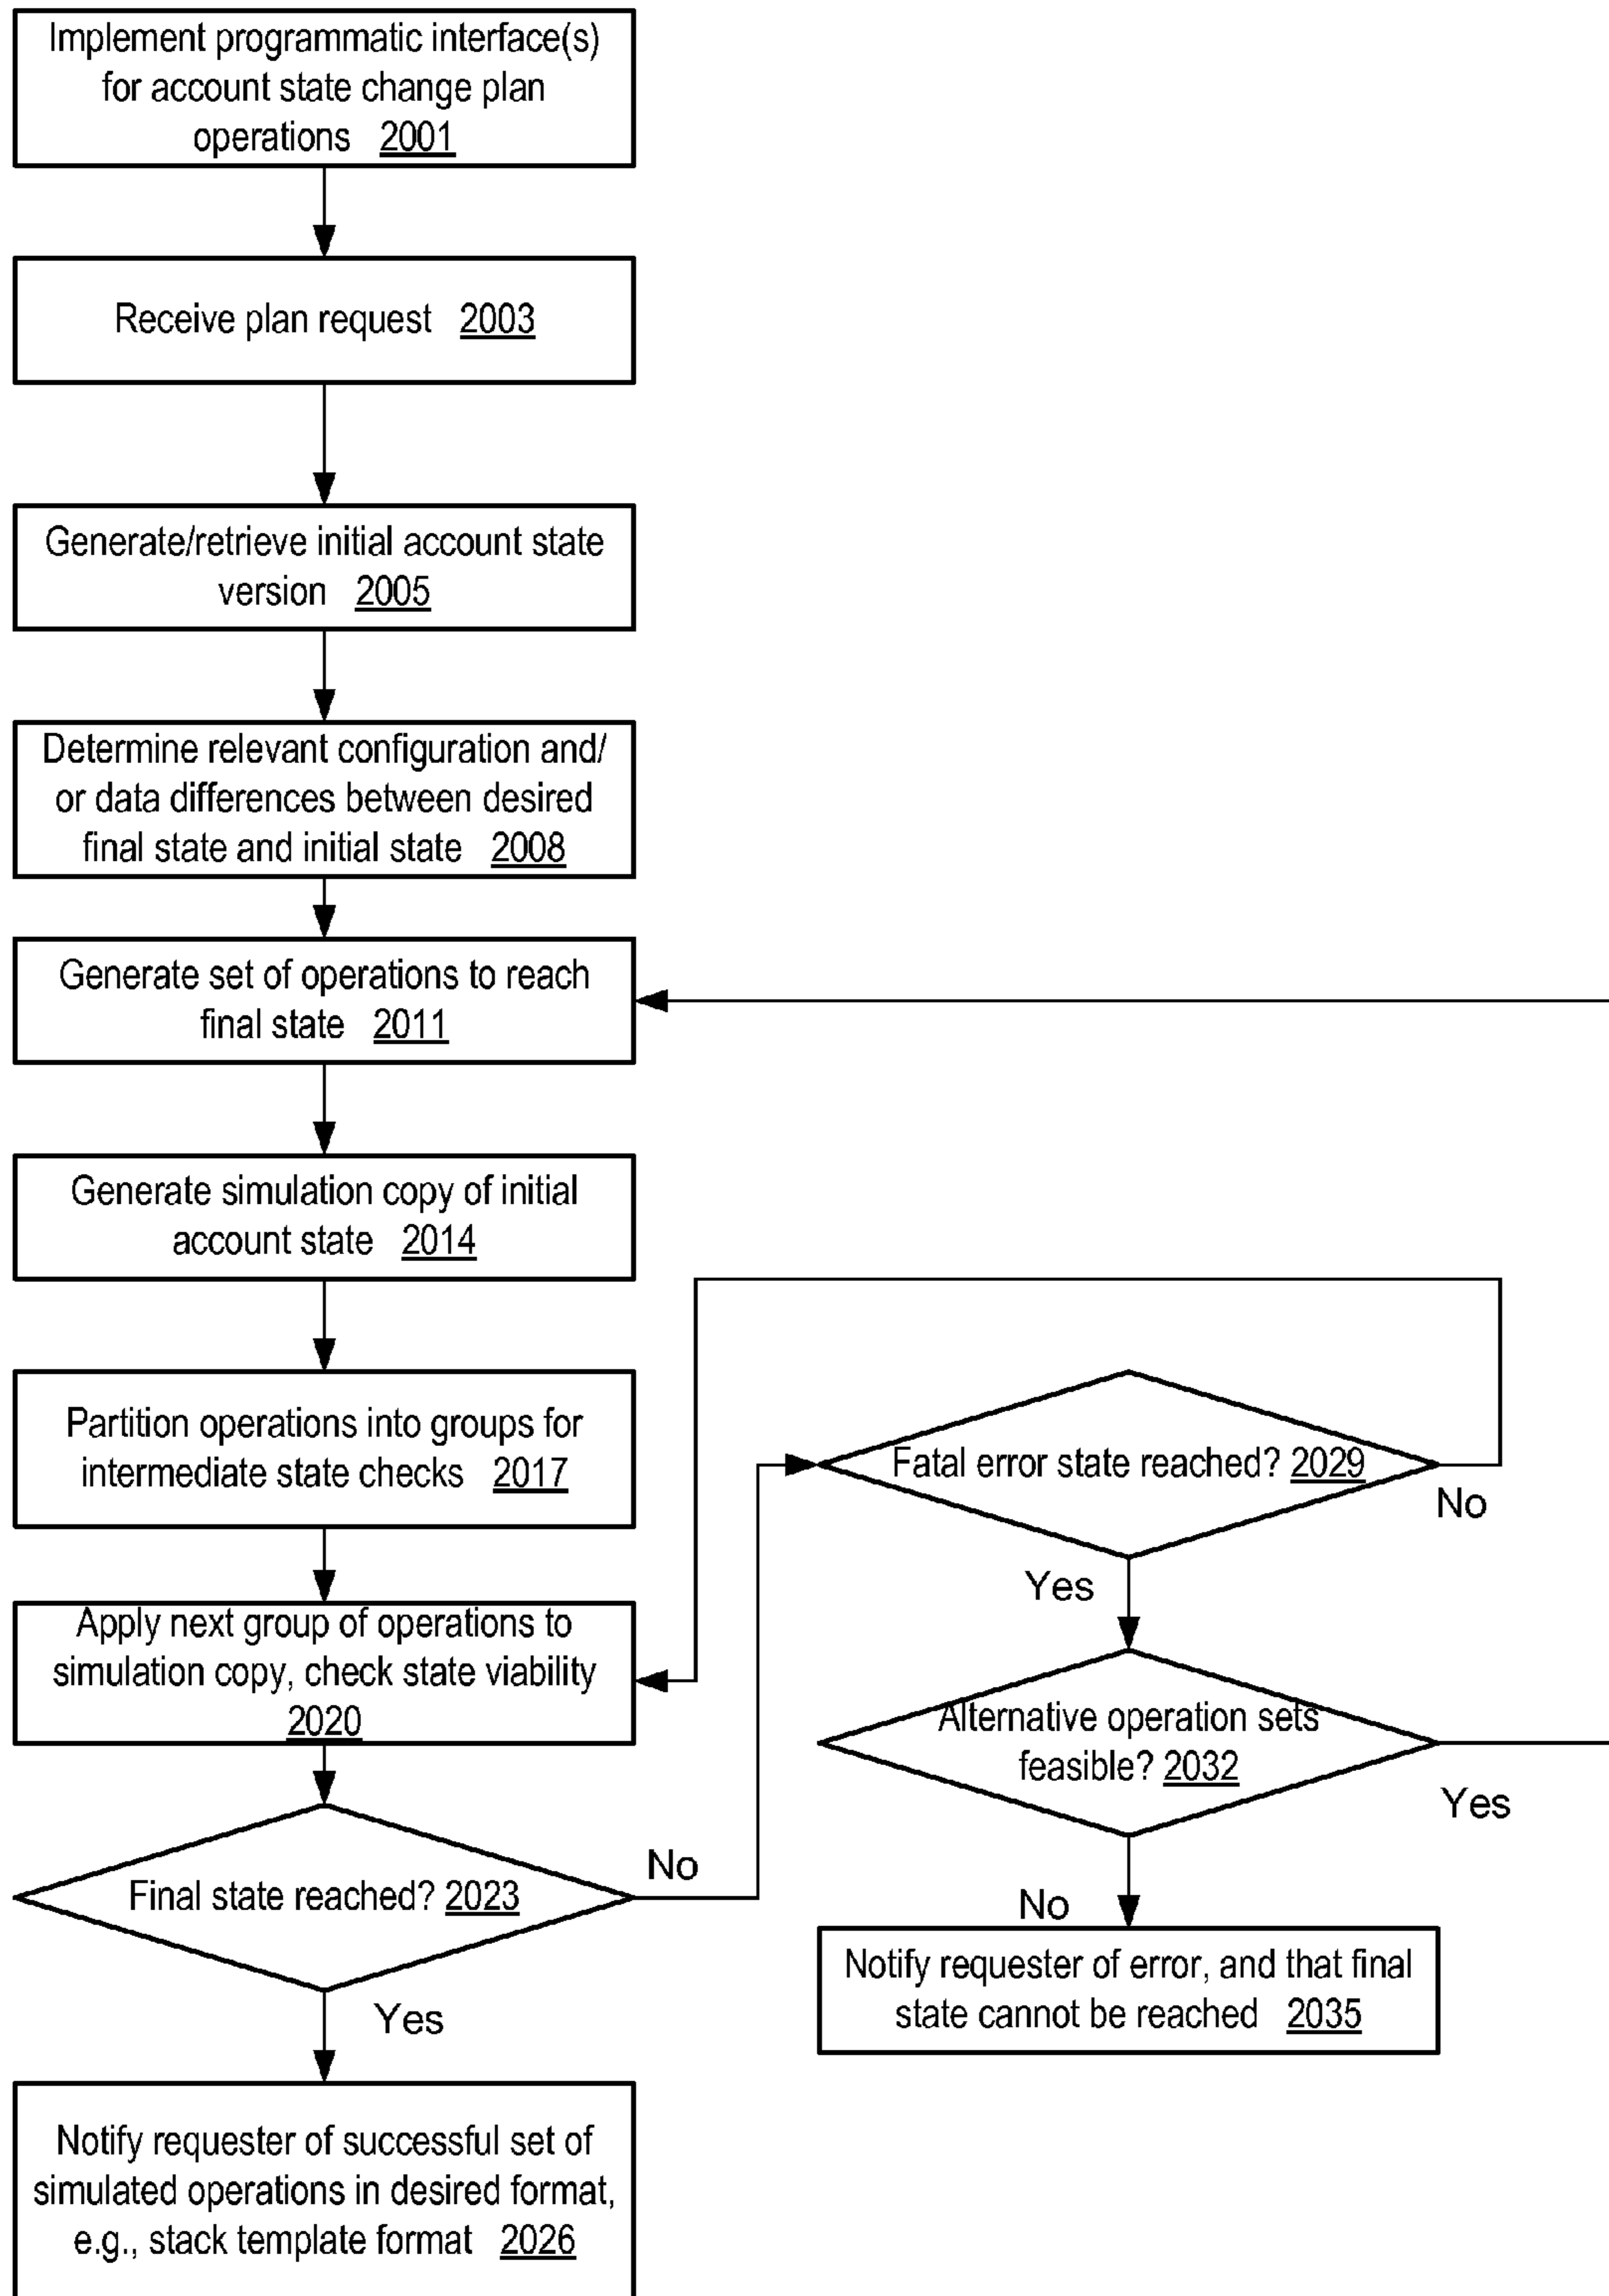 Implement programmatic interface(s)
for account state change plan
operations 2001
Receive plan request 2003
Generate/retrieve initial account state
version 2005
Determine relevant configuration and/
or data differences between desired
final state and initial state 2008
Generate set of operations to reach
final state 2011
Generate simulation copy of initial
account state 2014
Partition operations into groups for
intermediate state checks 2017
Apply next group of operations to
simulation copy, check state viability
2020
Final state reached? 2023
No
Yes
Notify requester of successful set of
simulated operations in desired format,
e.g., stack template format 2026
Fatal error state reached? 2029
No
Yes
Alternative operation sets
feasible? 2032
Yes
No
Notify requester of error, and that final
state cannot be reached 2035